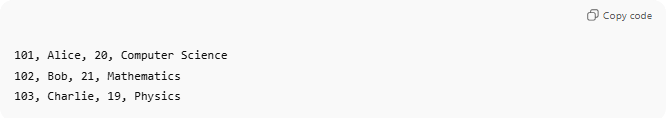 Copy code
101, Alice, 20, Computer Science
102, Bob, 21, Mathematics
103, Charlie, 19, Physics